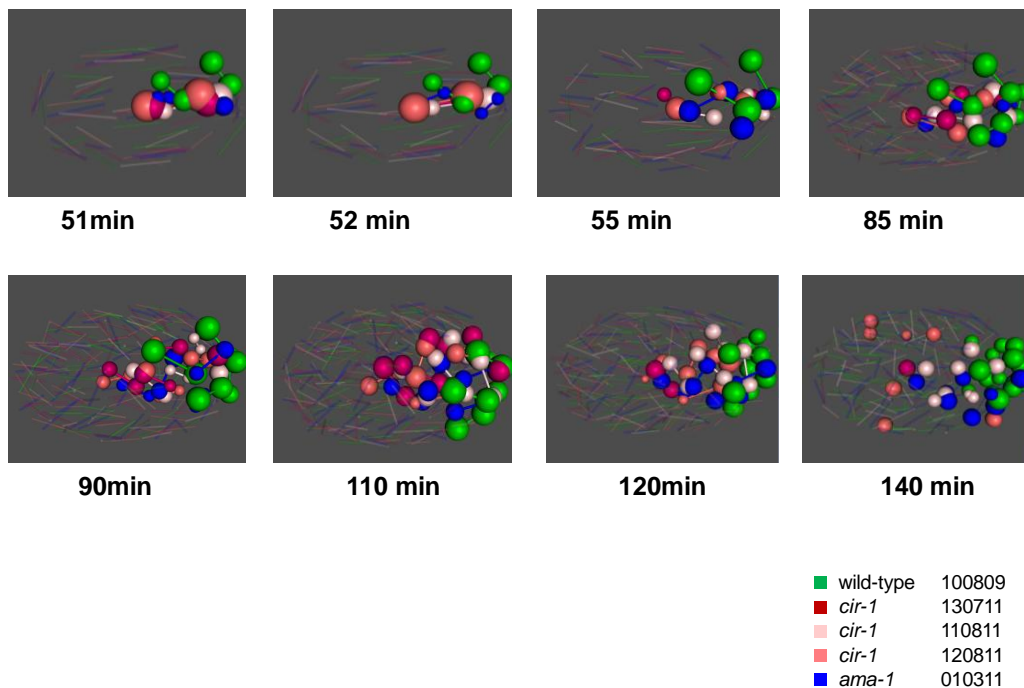 51min 52 min 55 min 85 min
90min 110 min 120min 140 min
wild-type 100809
cir-1 130711
cir-1 110811
cir-1 120811
ama-1 010311